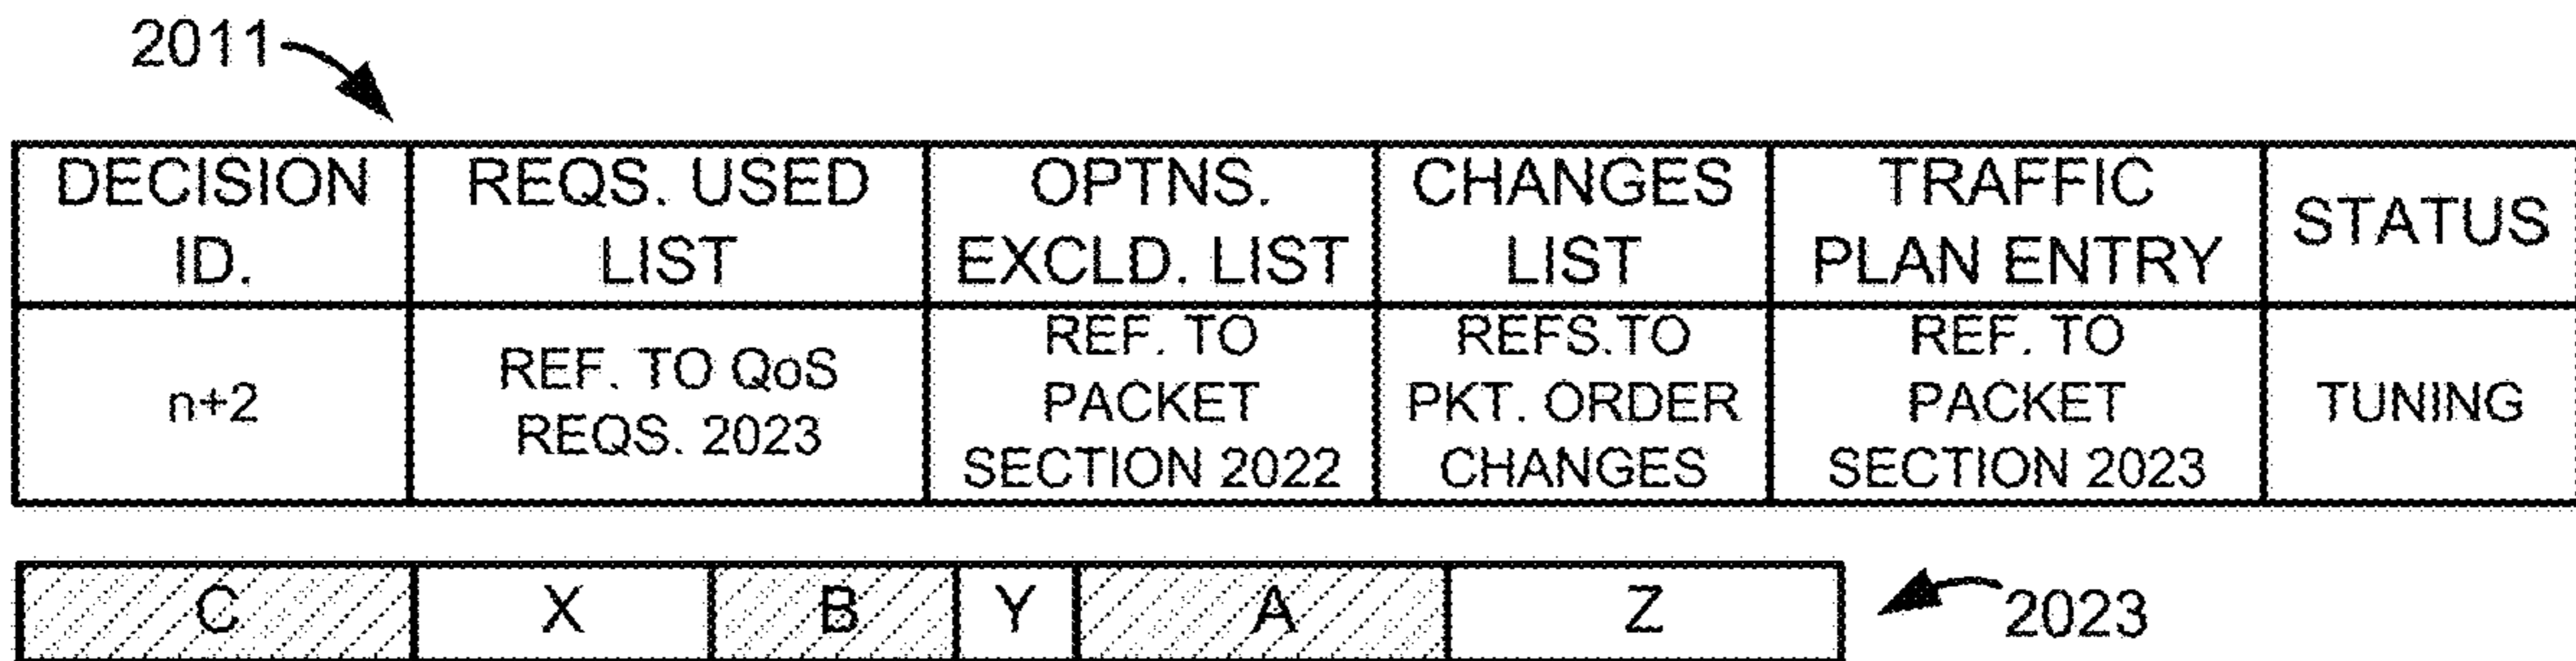 2011
DECISION
ID.
REQS. USED
LIST
OPTNS.
EXCLD. LIST
CHANGES
LIST
TRAFFIC
PLAN ENTRY
STATUS
n+2
REF. TO QoS
REQS. 2023
REF. TO
PACKET
SECTION 2022
REFS.TO
PKT. ORDER
CHANGES
REF. TO
PACKET
SECTION 2023
TUNING
C X B Y A Z
2023